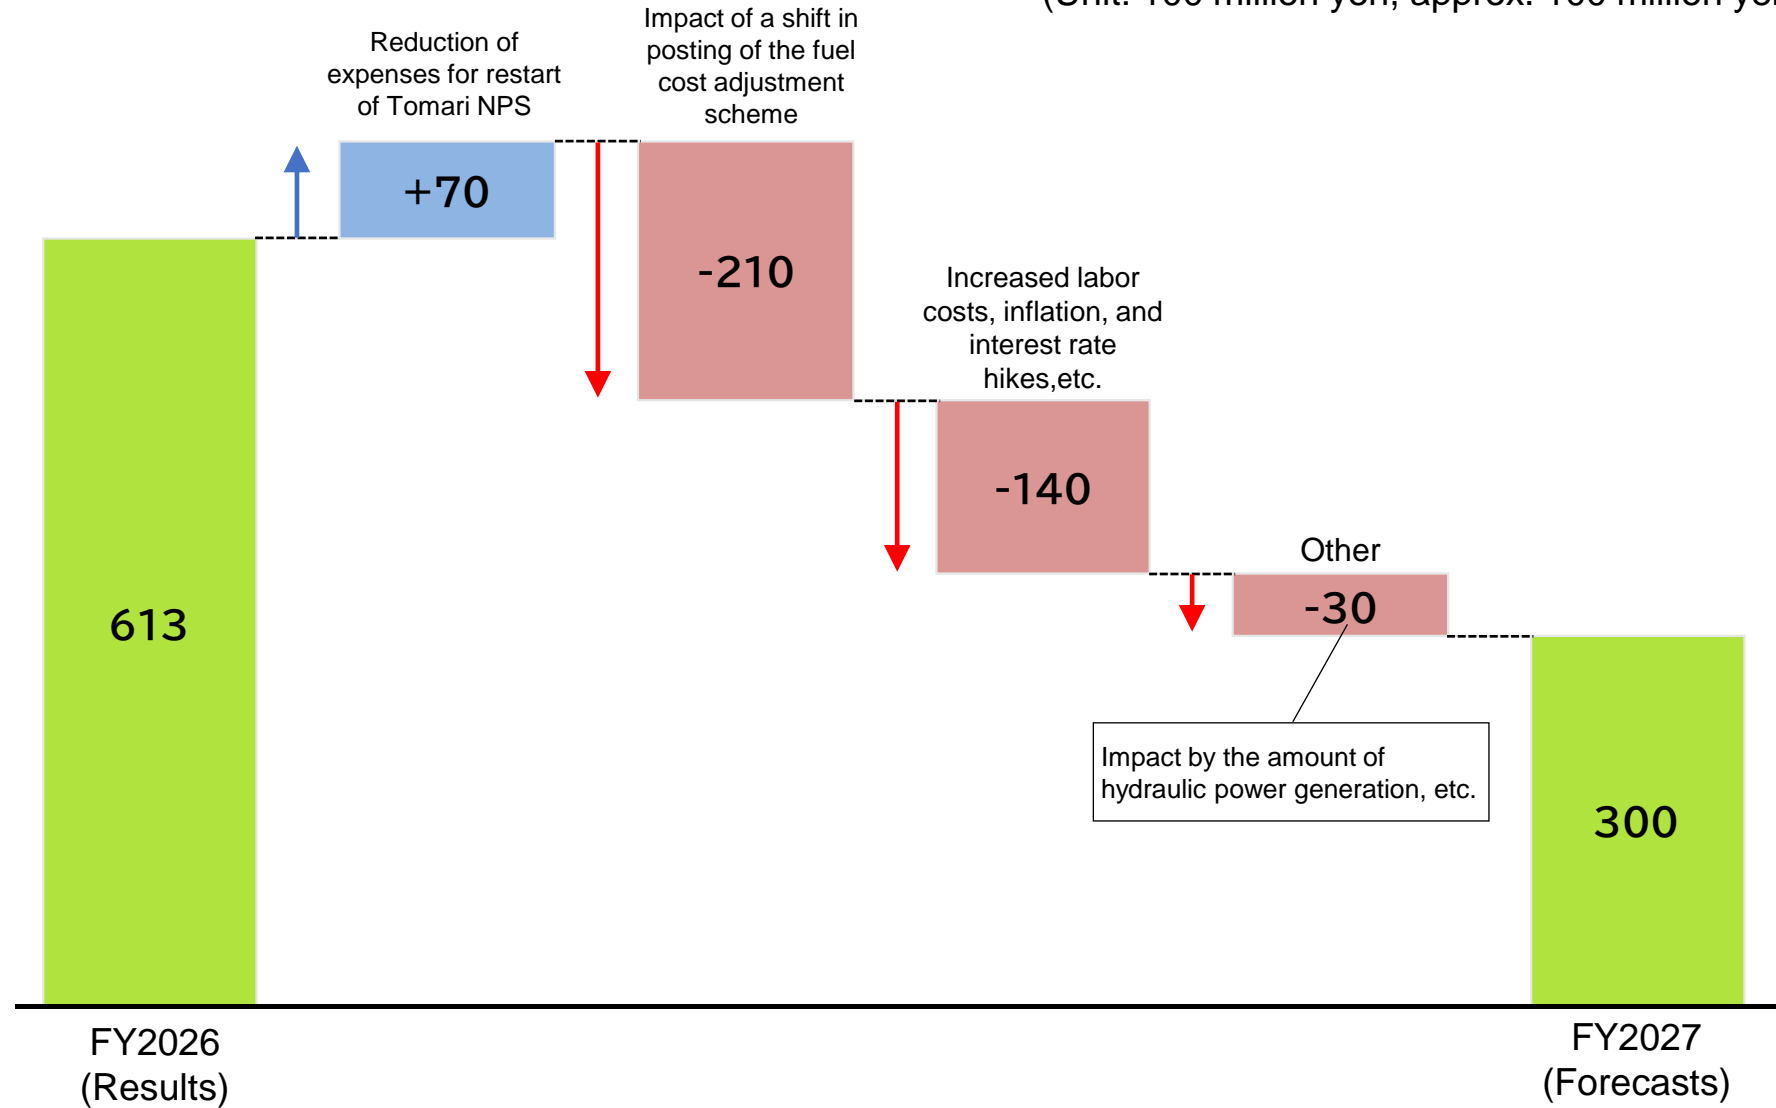 Reduction of
expenses for restart
of Tomari NPS
Impact of a shift in
posting of the fuel
cost adjustment
scheme
+70
-210
Increased labor
costs, inflation, and
interest rate
hikes,etc.
-140
Other
-30
613
Impact by the amount of
hydraulic power generation, etc.
300
FY2026
(Results)
FY2027
(Forecasts)